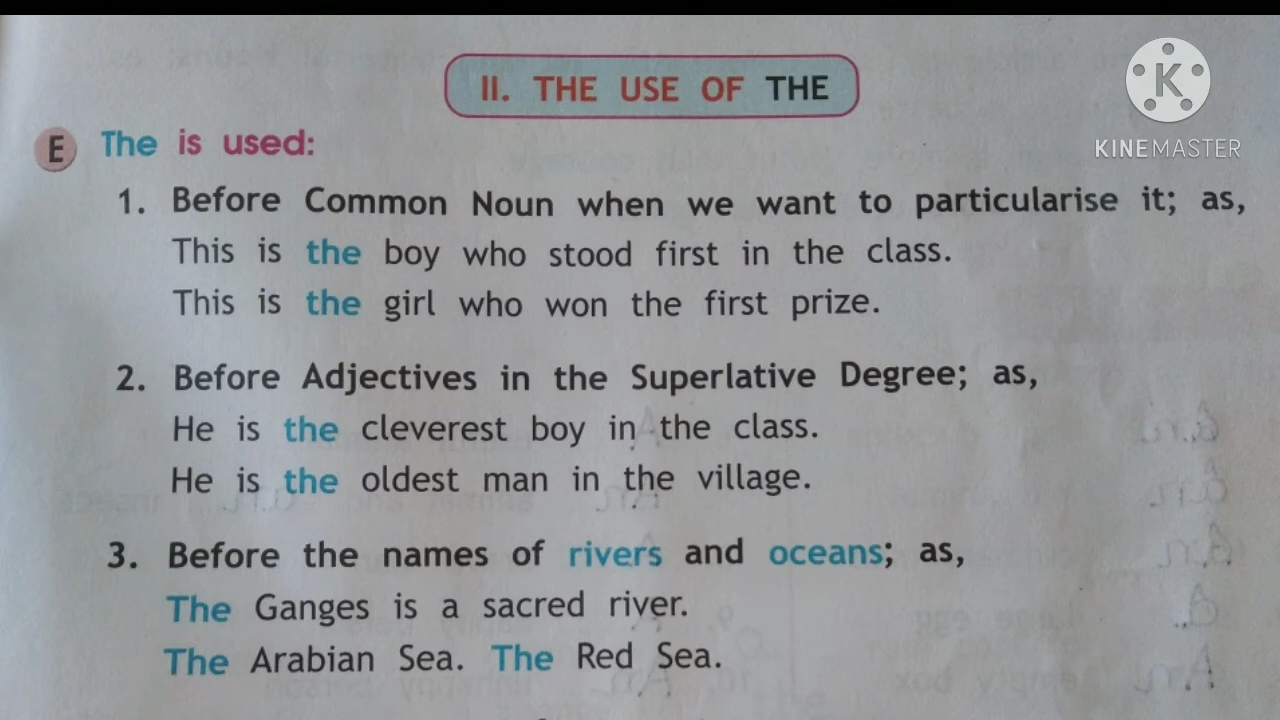 II. THE USE OF THE
K
KINEMASTER
E The is used:
1. Before Common Noun when we want to particularise it; as,
This is the boy who stood first in the class.
This is the girl who won the first prize.
2. Before Adjectives in the Superlative Degree; as,
He is the cleverest boy in the class.
He is the oldest man in the village.
3. Before the names of rivers and oceans; as,
The Ganges is a sacred river.
The Arabian Sea. The Red Sea.